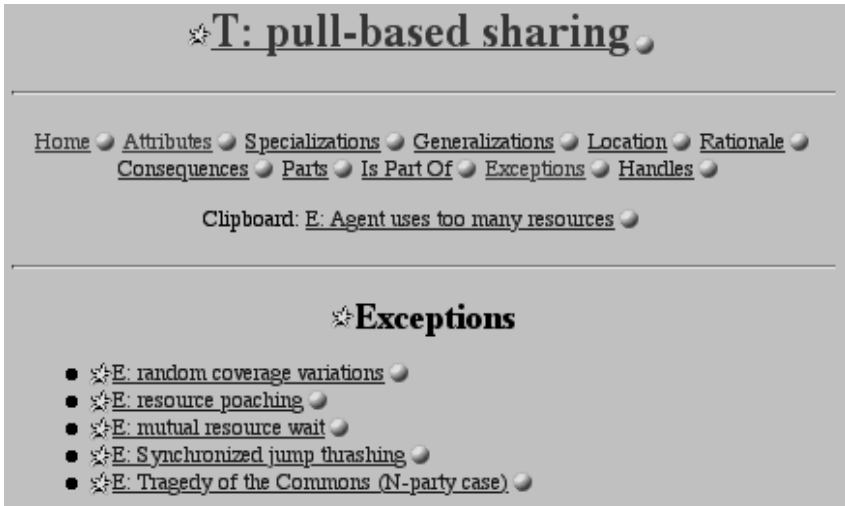 T: pull-based sharing
Home Attributes Specializations Generalizations Location Rationale
Consequences Parts Is Part Of Exceptions Handles
Clipboard: E: Agent uses too many resources
Exceptions
E: random coverage variations
E: resource poaching
E: mutual resource wait
E: Synchronized jump thrashing
E: Tragedy of the Commons (N-party case)